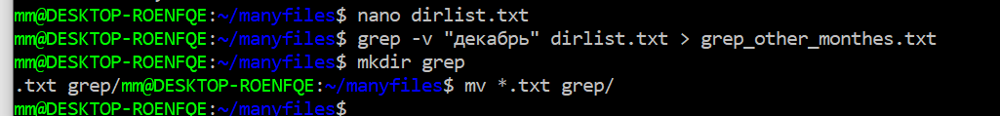 mm@DESKTOP-ROENFQE:~/manyfiles$ nano dirlist.txt
mm@DESKTOP-ROENFQE:~/manyfiles$ grep -v "декабрь" dirlist.txt > grep_other_monthes.txt
mm@DESKTOP-ROENFQE:~/manyfiles$ mkdir grep
.txt grep/mm@DESKTOP-ROENFQE:~/manyfiles$ mv *.txt grep/
mm@DESKTOP-ROENFQE:~/manyfiles$